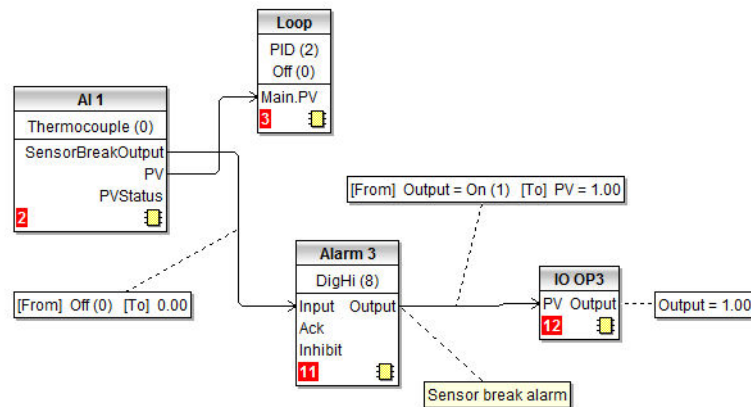 Loop
PID (2)
Off (0)
Main.PV
3
AI 1
Thermocouple (0)
SensorBreakOutput
PV
PVStatus
2
[From] Output = On (1) [To] PV = 1.00
Alarm 3
DigHi (8)
Input Output
Ack
Inhibit
11
IO OP3
PV Output
12
Output = 1.00
[From] Off (0) [To] 0.00
Sensor break alarm